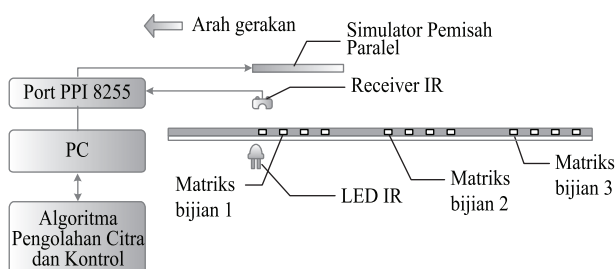 Arah gerakan
Simulator Pemisah
Paralel
Port PPI 8255
Receiver IR
PC
Matriks
bijian 1
LED IR
Matriks
bijian 2
Matriks
bijian 3
Algoritma
Pengolahan Citra
dan Kontrol